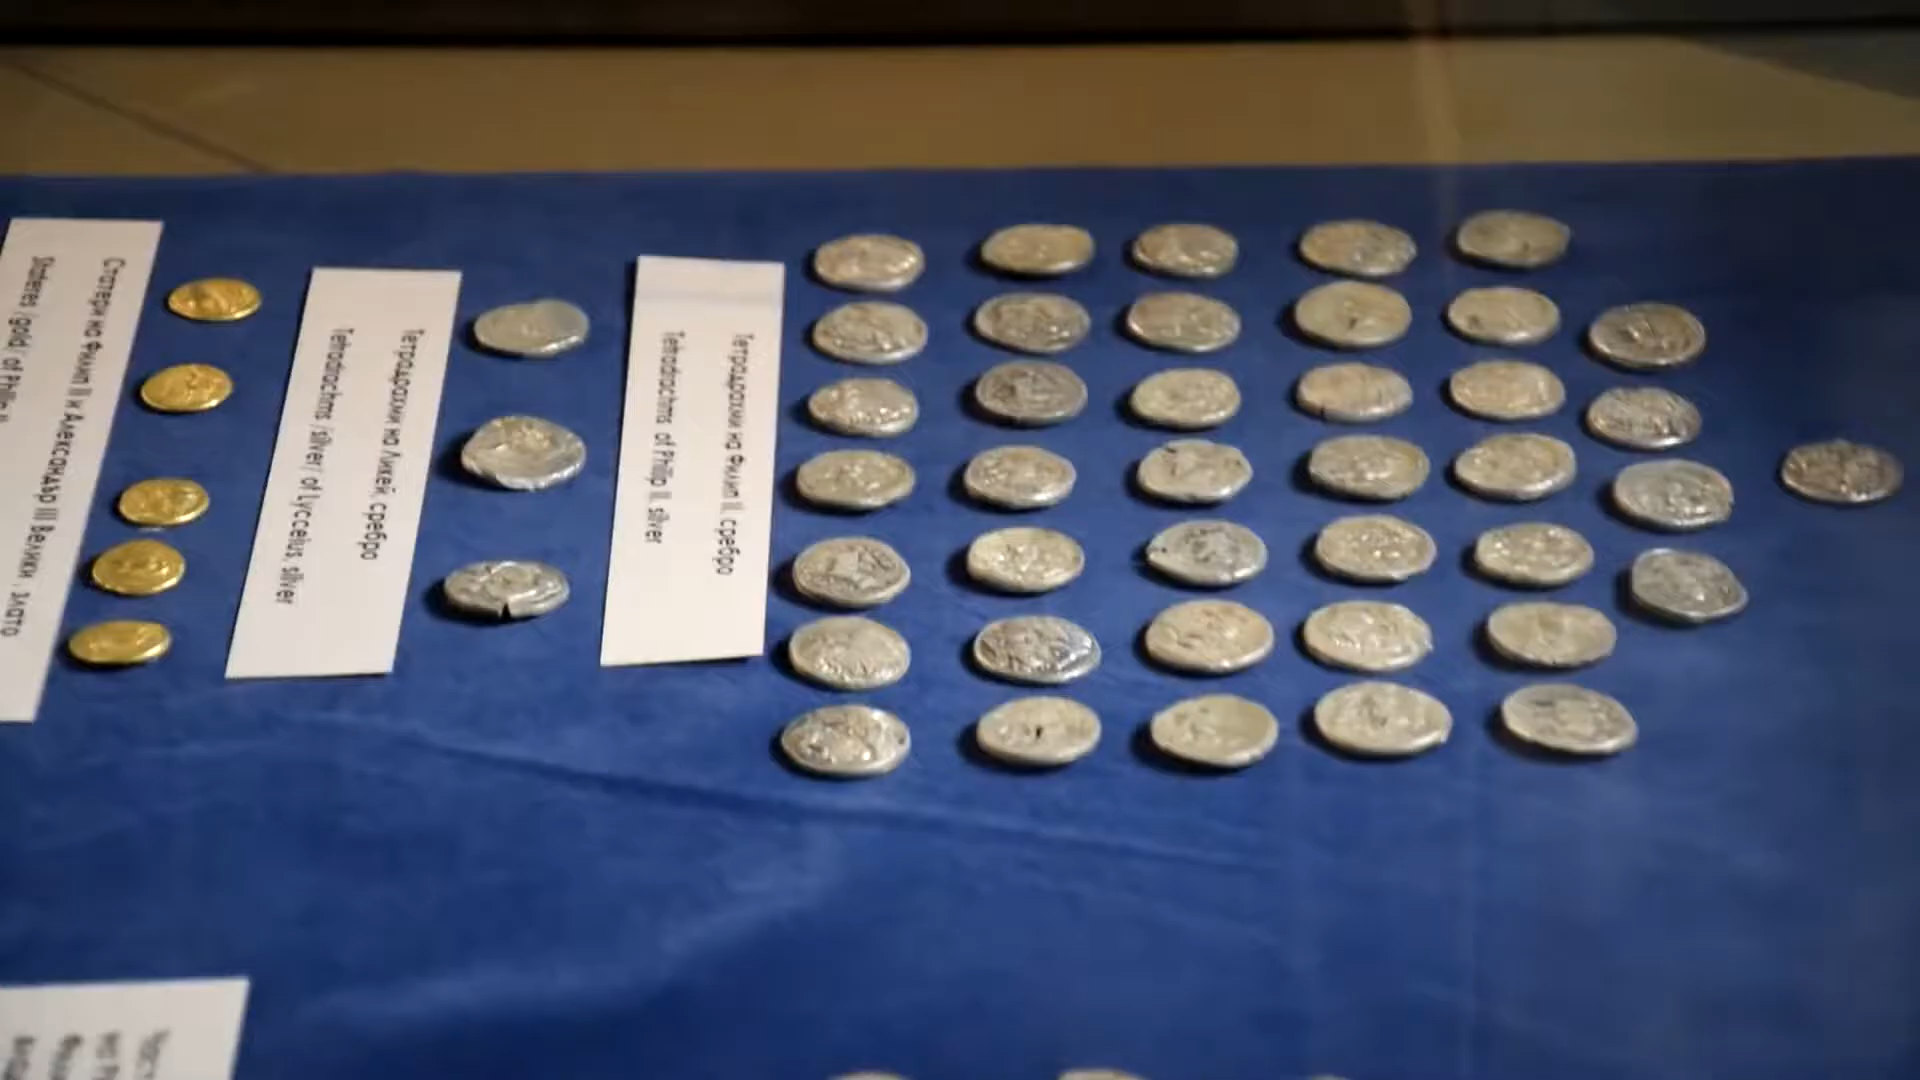 Статери на Филип II и Александър III Велики, злато
Stateres /gold/ of Philip II
Тетрадрахми на Ликей, сребро
Tetradrachms /silver/ of Lycceius, silver
Тетрадрахми на Филип II, сребро
Tetradrachms of Philip II, silver